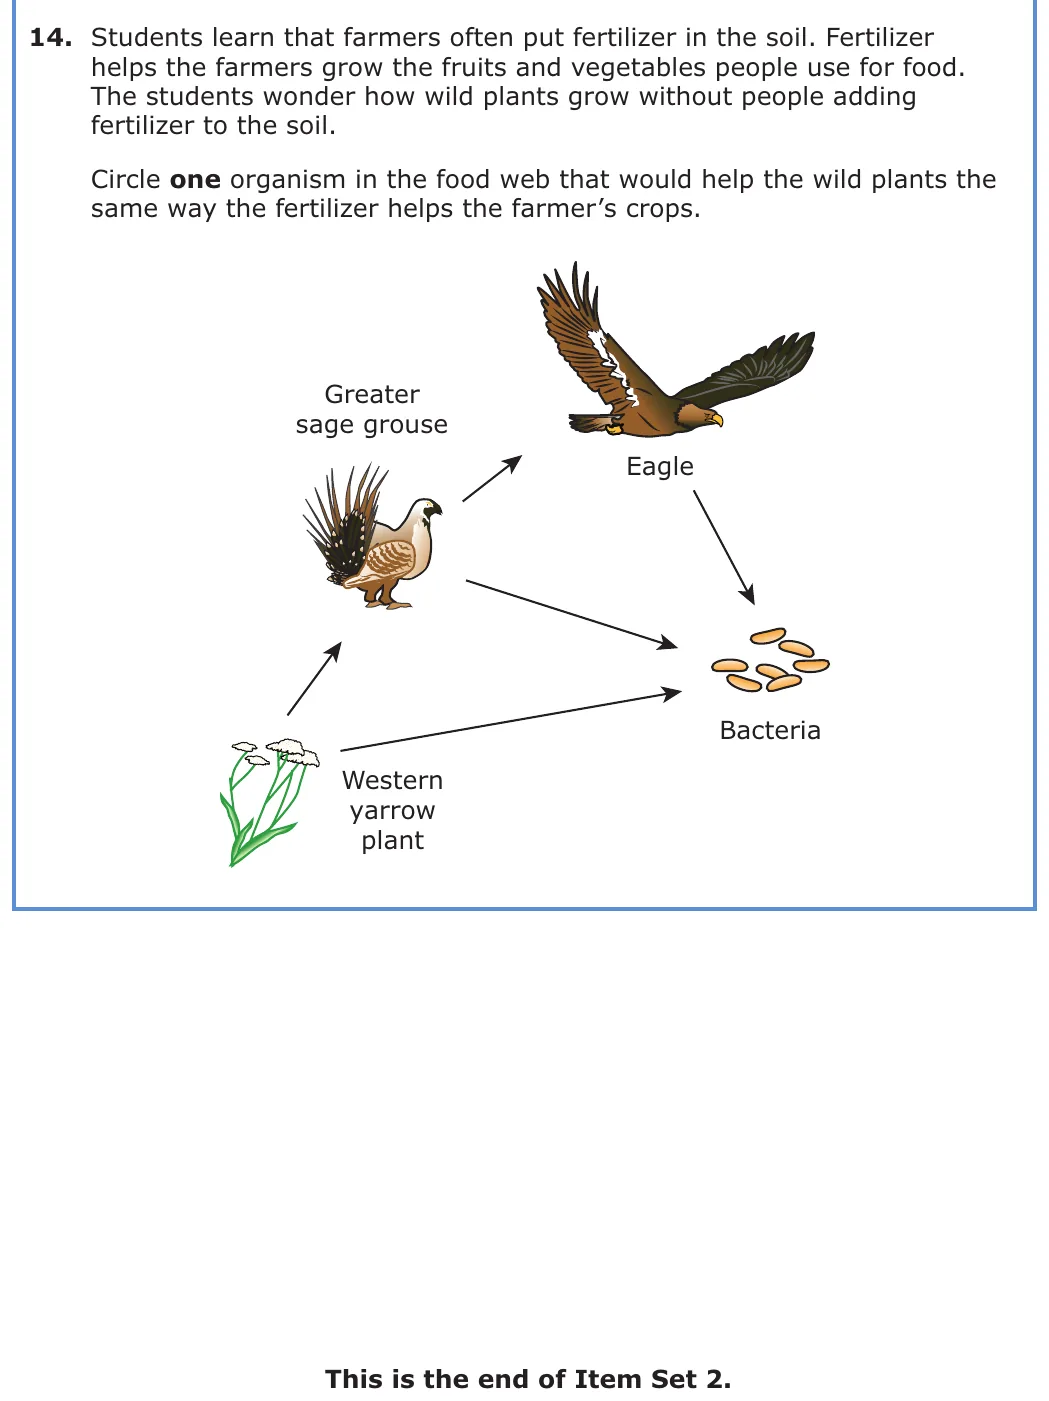 14. Students learn that farmers often put fertilizer in the soil. Fertilizer
helps the farmers grow the fruits and vegetables people use for food.
The students wonder how wild plants grow without people adding
fertilizer to the soil.
Circle one organism in the food web that would help the wild plants the
same way the fertilizer helps the farmer’s crops.
Greater
sage grouse
Eagle
Bacteria
Western
yarrow
plant
This is the end of Item Set 2.